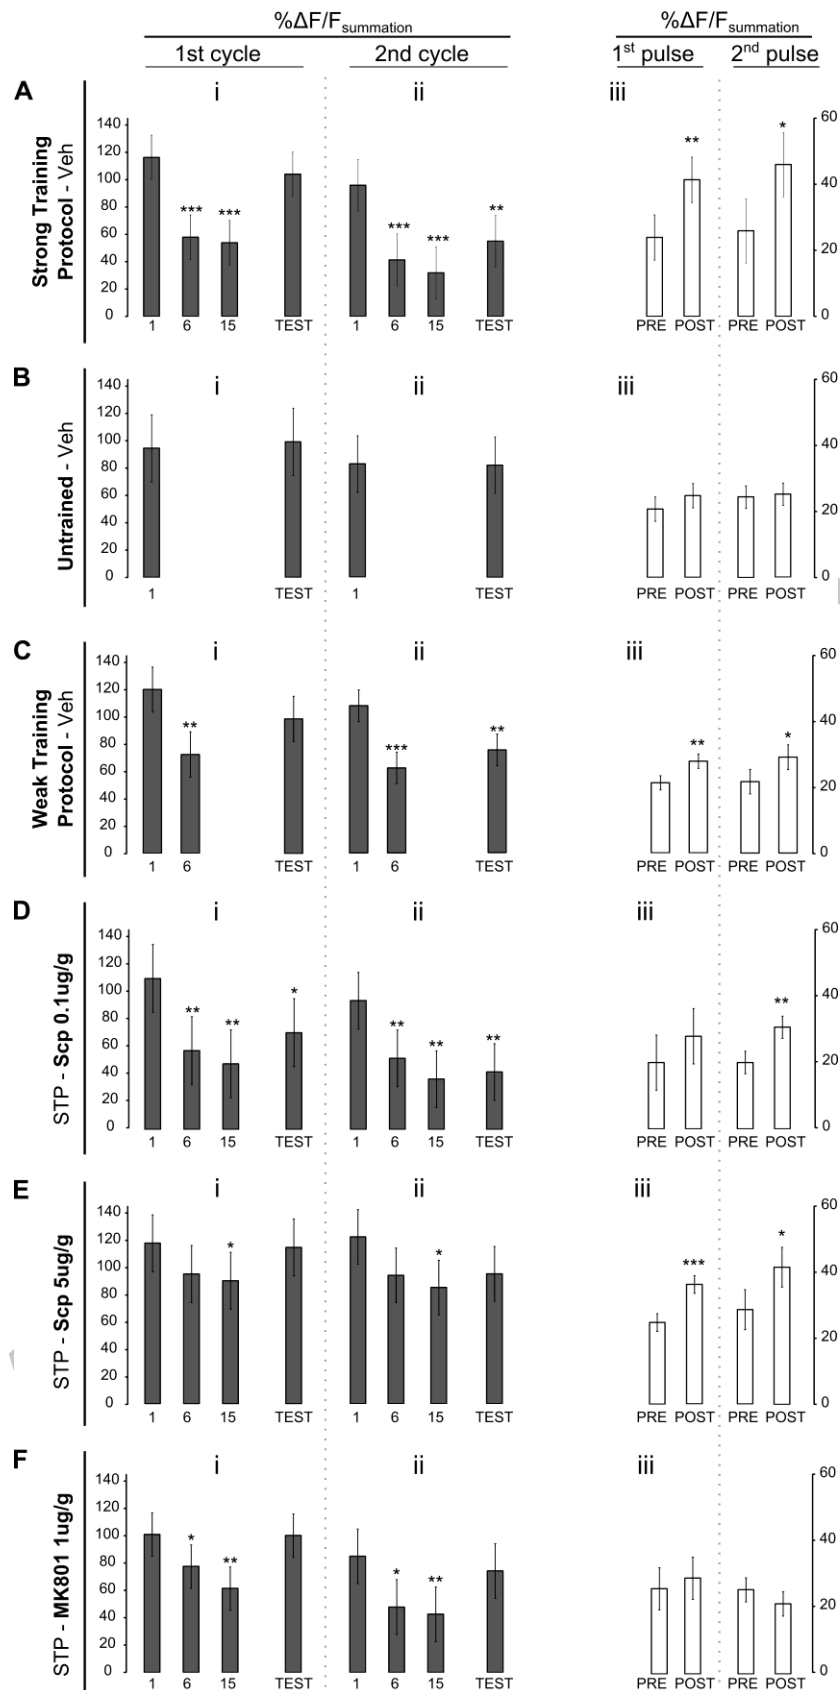 %ΔF/Fsummation %ΔF/Fsummation
1st cycle 2nd cycle 1st pulse 2nd pulse
A i ii iii
Strong Training
Protocol - Veh
140 120 100 80 60 40 20 0
*** *** *** *** ** ** *
60 40 20 0
1 6 15 TEST 1 6 15 TEST PRE POST PRE POST
B i ii iii
Untrained - Veh
140 120 100 80 60 40 20 0
60 40 20 0
1 TEST 1 TEST PRE POST PRE POST
C i ii iii
Weak Training
Protocol - Veh
140 120 100 80 60 40 20 0
** *** ** ** *
60 40 20 0
1 6 TEST 1 6 TEST PRE POST PRE POST
D i ii iii
STP - Scp 0.1ug/g
140 120 100 80 60 40 20 0
** ** * ** ** ** **
60 40 20 0
1 6 15 TEST 1 6 15 TEST PRE POST PRE POST
E i ii iii
STP - Scp 5ug/g
140 120 100 80 60 40 20 0
* * *** *
60 40 20 0
1 6 15 TEST 1 6 15 TEST PRE POST PRE POST
F i ii iii
STP - MK801 1ug/g
140 120 100 80 60 40 20 0
* ** * **
60 40 20 0
1 6 15 TEST 1 6 15 TEST PRE POST PRE POST